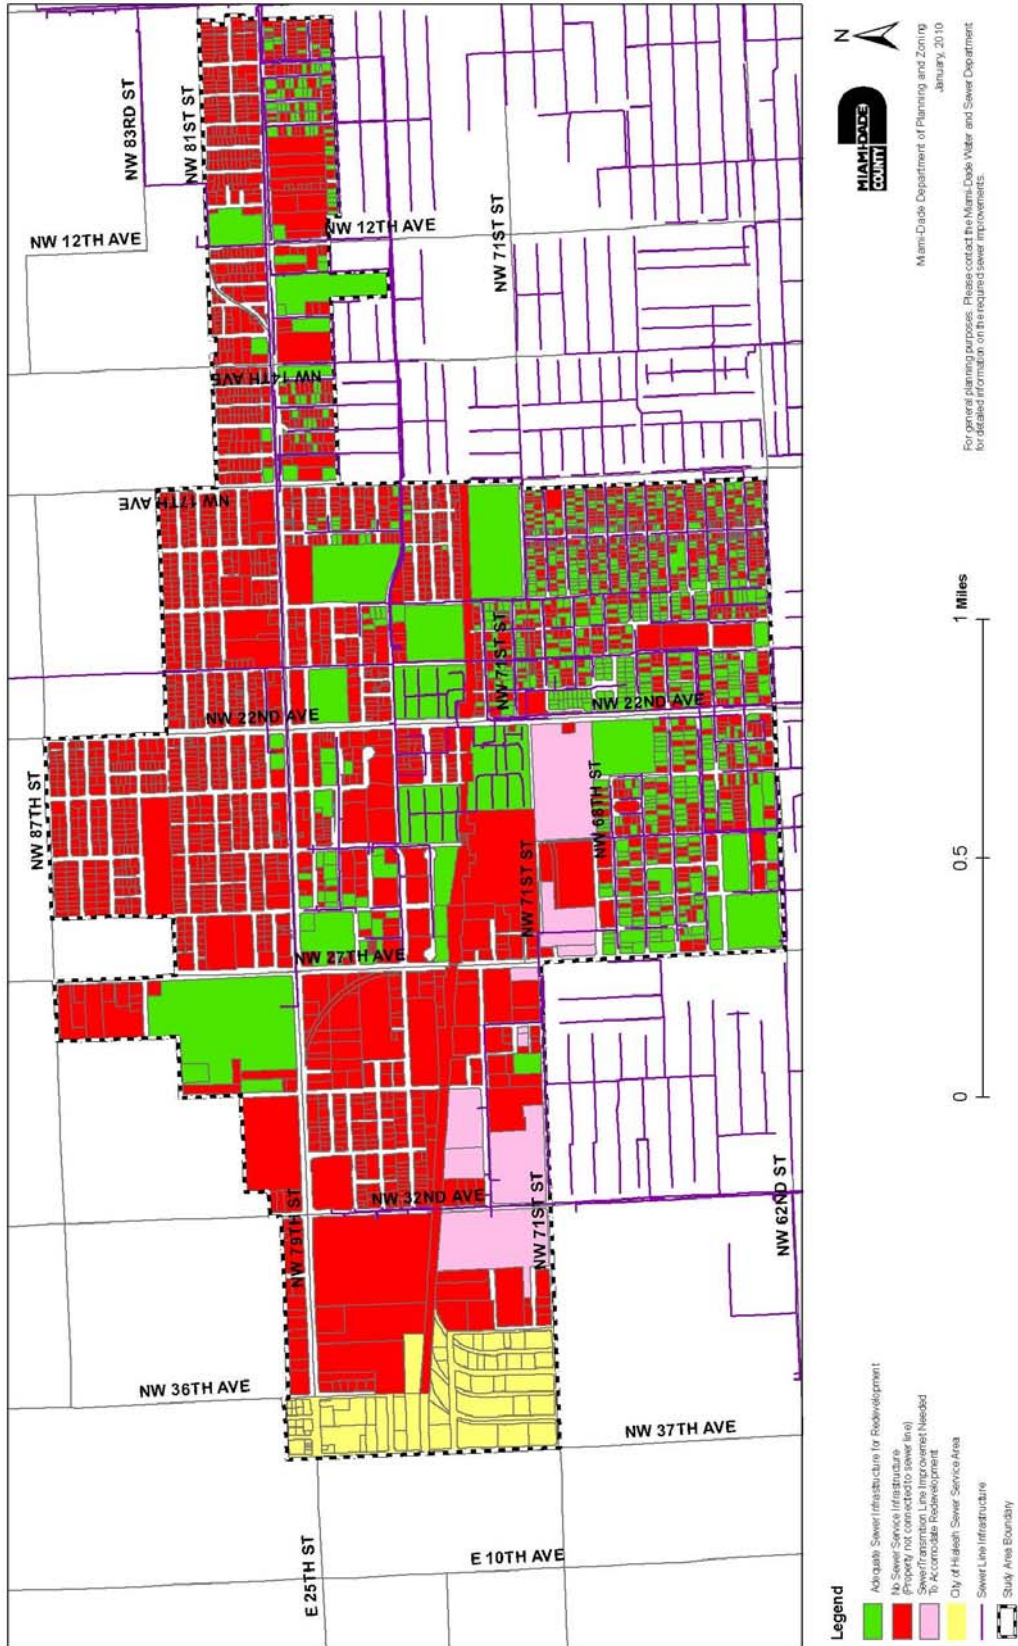 NW 83RD ST
NW 81ST ST
NW 12TH AVE
NW 12TH AVE
NW 71ST ST
NW 14TH AVE
NW 17TH AVE
NW 71ST ST
NW 22ND AVE
NW 22ND AVE
NW 87TH ST
NW 68TH ST
NW 71ST ST
NW 27TH AVE
NW 32ND AVE
NW 79TH ST
NW 71ST ST
NW 62ND ST
NW 36TH AVE
NW 37TH AVE
E 25TH ST
E 10TH AVE
N
MIAMI-DADE
COUNTY
Miami-Dade Department of Planning and Zoning
January, 2010
For general planning purposes. Please contact the Miami-Dade Water and Sewer Department
for detailed information on the required sewer improvements.
0 0.5 1 Miles
Legend
Adequate Sewer Infrastructure for Redevelopment
No Sewer Service Infrastructure
(Property not connected to sewer line)
Sewer Transmition Line Improvemet Needed
To Accomodate Redevelopment
City of Hialeah Sewer Service Area
Sewer Line Infrastructure
Study Area Boundary